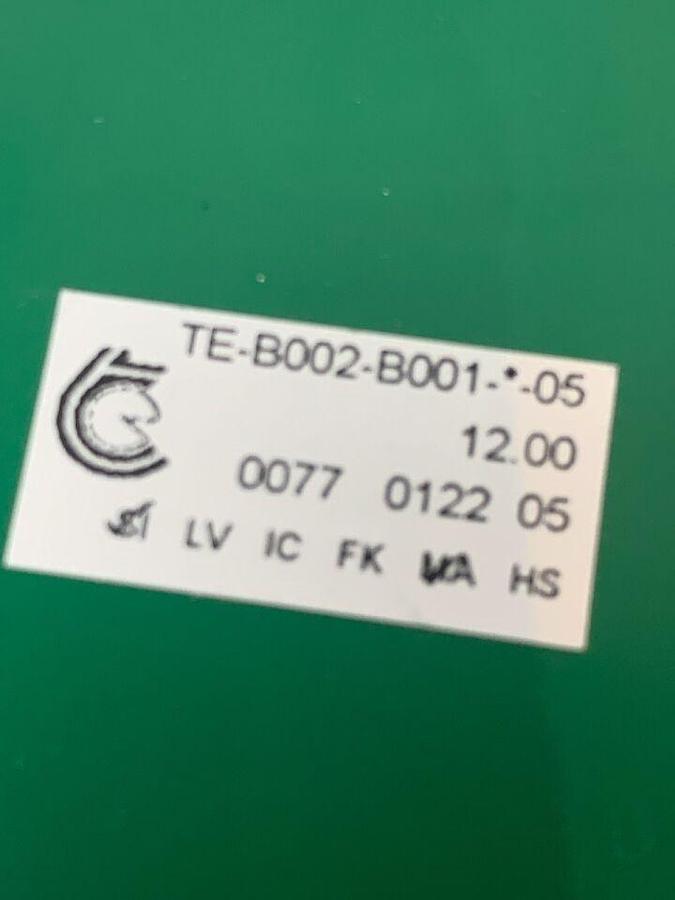 TE-B002-B001-*-05
12.00
0077 0122 05
LV IC FK HS